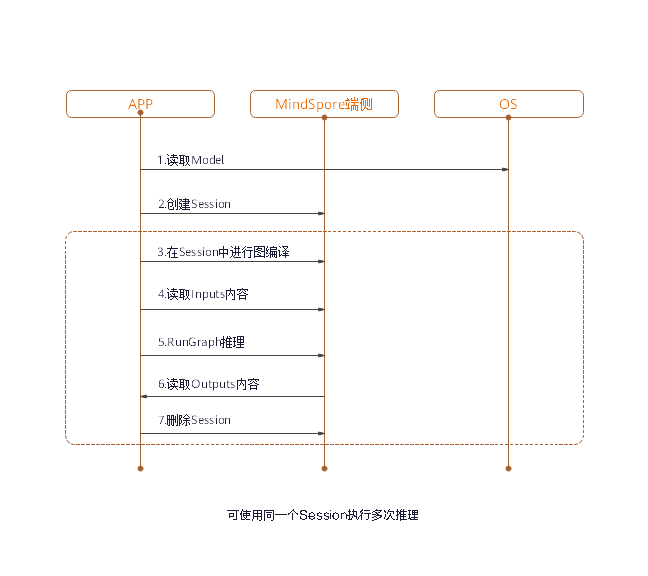 APP
MindSpore端侧
OS
1.读取Model
2.创建Session
3.在Session中进行图编译
4.读取Inputs内容
5.RunGraph推理
6.读取Outputs内容
7.删除Session
可使用同一个Session执行多次推理